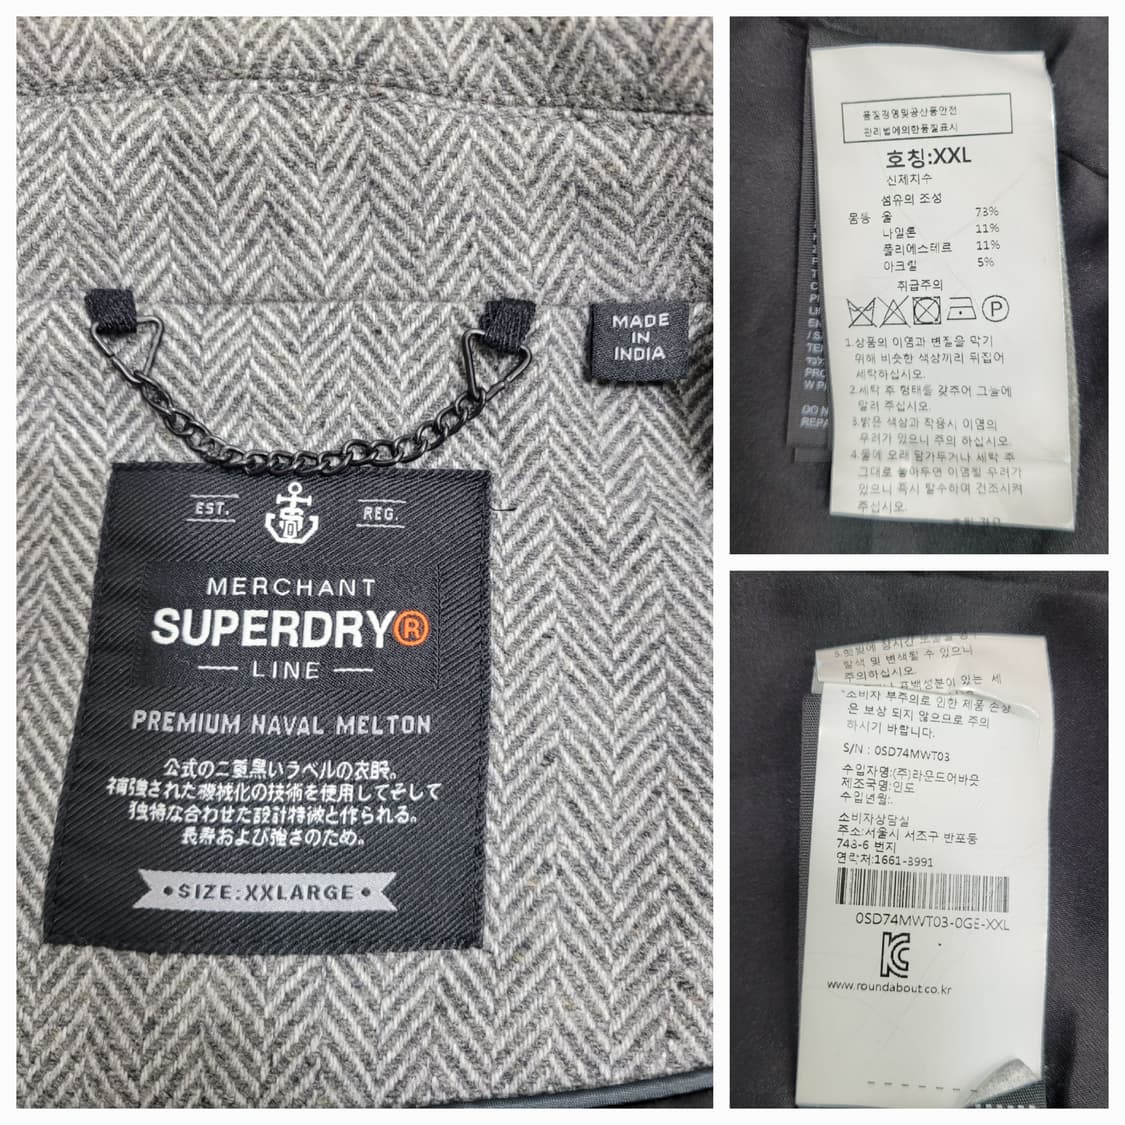 MADE
IN
INDIA
EST.
REG.
MERCHANT
SUPERDRY®
LINE
PREMIUM NAVAL MELTON
公式の二重黒いラベルの衣服。
補強された機械化の技術を使用してそして
独特な合わせた設計特徴と作られる。
長寿および強さのため。
SIZE:XXLARGE
품질경영및공산품안전
관리법에의한품질표시
호칭:XXL
신체치수
섬유의 조성
몸통 울 73%
나일론 11%
폴리에스테르 11%
아크릴 5%
취급주의
P
1.상품의 이염과 변질을 막기
위해 비슷한 색상끼리 뒤집어
세탁하십시오.
2.세탁 후 형태를 갖추어 그늘에
말려 주십시오.
3.밝은 색상과 착용시 이염의
우려가 있으니 주의 하십시오.
4.물에 오래 담가두거나 세탁 후
그대로 놓아두면 이염될 우려가
있으니 즉시 탈수하며 건조시켜
주십시오.
DO N
REPA
탈색 및 변색될 수 있으니
주의하십시오.
표백성분이 있는 세
*소비자 부주의로 인한 제품 손상
은 보상 되지 않으므로 주의
하시기 바랍니다.
S/N : 0SD74MWT03
수입자명:(주)라운드어바웃
제조국명:인도
수입년월:.
소비자상담실
주소:서울시 서초구 반포동
743-6 번지
연락처:1661-3991
0SD74MWT03-0GE-XXL
KC
www.roundabout.co.kr